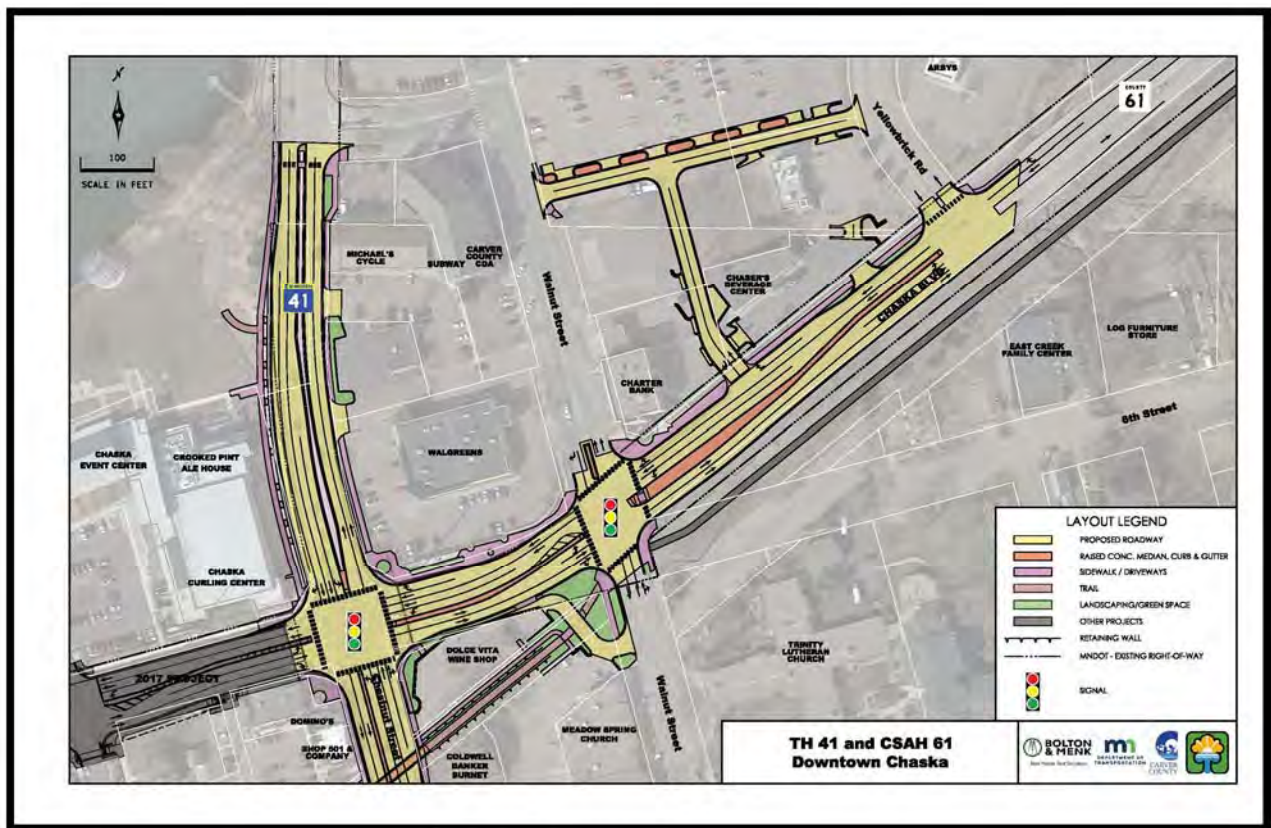 N
100
SCALE IN FEET
ARSYS
COUNTY
61
Yellowbrick Rd
MICHAEL'S
CYCLE
SUBWAY
CARVER
COUNTY
CDA
41
Walnut Street
CHASER'S
BEVERAGE
CENTER
CHASKA BLVD
LOG FURNITURE
STORE
EAST CREEK
FAMILY CENTER
6th Street
CHARTER
BANK
WALGREENS
CHASKA
EVENT CENTER
CROOKED PINT
ALE HOUSE
CHASKA
CURLING CENTER
2017 PROJECT
DOMINO'S
SHOP 501 &
COMPANY
Chestnut Street
DOLCE VITA
WINE SHOP
COLDWELL
BANKER
BURNET
MEADOW SPRING
CHURCH
Walnut Street
TRINITY
LUTHERAN
CHURCH
LAYOUT LEGEND
PROPOSED ROADWAY
RAISED CONC. MEDIAN, CURB & GUTTER
SIDEWALK / DRIVEWAYS
TRAIL
LANDSCAPING/GREEN SPACE
OTHER PROJECTS
RETAINING WALL
MNDOT - EXISTING RIGHT-OF-WAY
SIGNAL
TH 41 and CSAH 61
Downtown Chaska
BOLTON
& MENK
DEPARTMENT OF
TRANSPORTATION
CARVER
COUNTY